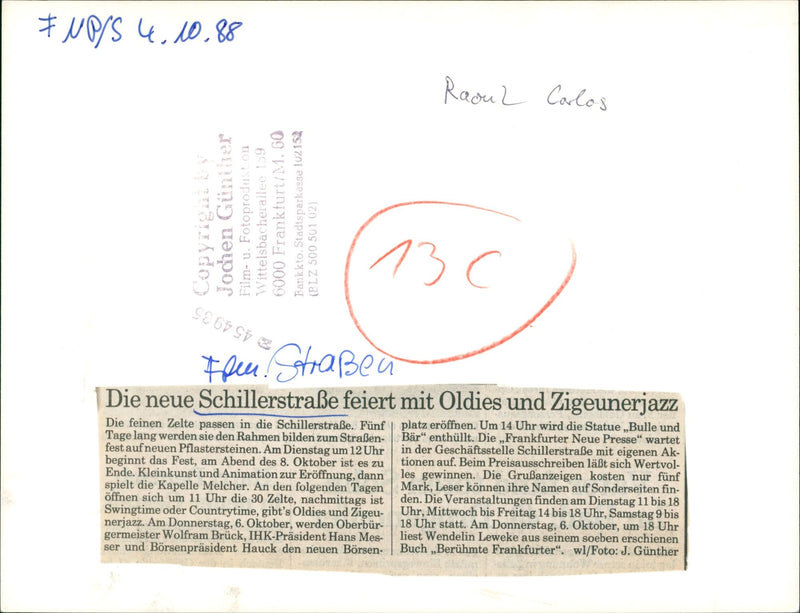 FNP/S 4.10.88
Raoul Carlos
Copyright by
Jochen Günther
Film- u. Fotoproduktion
Wittelsbacherallee 159
6000 Frankfurt/M. 60
Bankkto. Stadtsparkasse 102152
(BLZ 500 501 02)
☎ 454935
13 C
Ffm. Straßen
Die neue Schillerstraße feiert mit Oldies und Zigeunerjazz
Die feinen Zelte passen in die Schillerstraße. Fünf
Tage lang werden sie den Rahmen bilden zum Straßen-
fest auf neuen Pflastersteinen. Am Dienstag um 12 Uhr
beginnt das Fest, am Abend des 8. Oktober ist es zu
Ende. Kleinkunst und Animation zur Eröffnung, dann
spielt die Kapelle Melcher. An den folgenden Tagen
öffnen sich um 11 Uhr die 30 Zelte, nachmittags ist
Swingtime oder Countrytime, gibt's Oldies und Zigeu-
nerjazz. Am Donnerstag, 6. Oktober, werden Oberbür-
germeister Wolfram Brück, IHK-Präsident Hans Mes-
ser und Börsenpräsident Hauck den neuen Börsen-
platz eröffnen. Um 14 Uhr wird die Statue „Bulle und
Bär“ enthüllt. Die „Frankfurter Neue Presse“ wartet
in der Geschäftsstelle Schillerstraße mit eigenen Ak-
tionen auf. Beim Preisausschreiben läßt sich Wertvol-
les gewinnen. Die Grußanzeigen kosten nur fünf
Mark, Leser können ihre Namen auf Sonderseiten fin-
den. Die Veranstaltungen finden am Dienstag 11 bis 18
Uhr, Mittwoch bis Freitag 14 bis 18 Uhr, Samstag 9 bis
18 Uhr statt. Am Donnerstag, 6. Oktober, um 18 Uhr
liest Wendelin Leweke aus seinem soeben erschienen
Buch „Berühmte Frankfurter“. wl/Foto: J. Günther